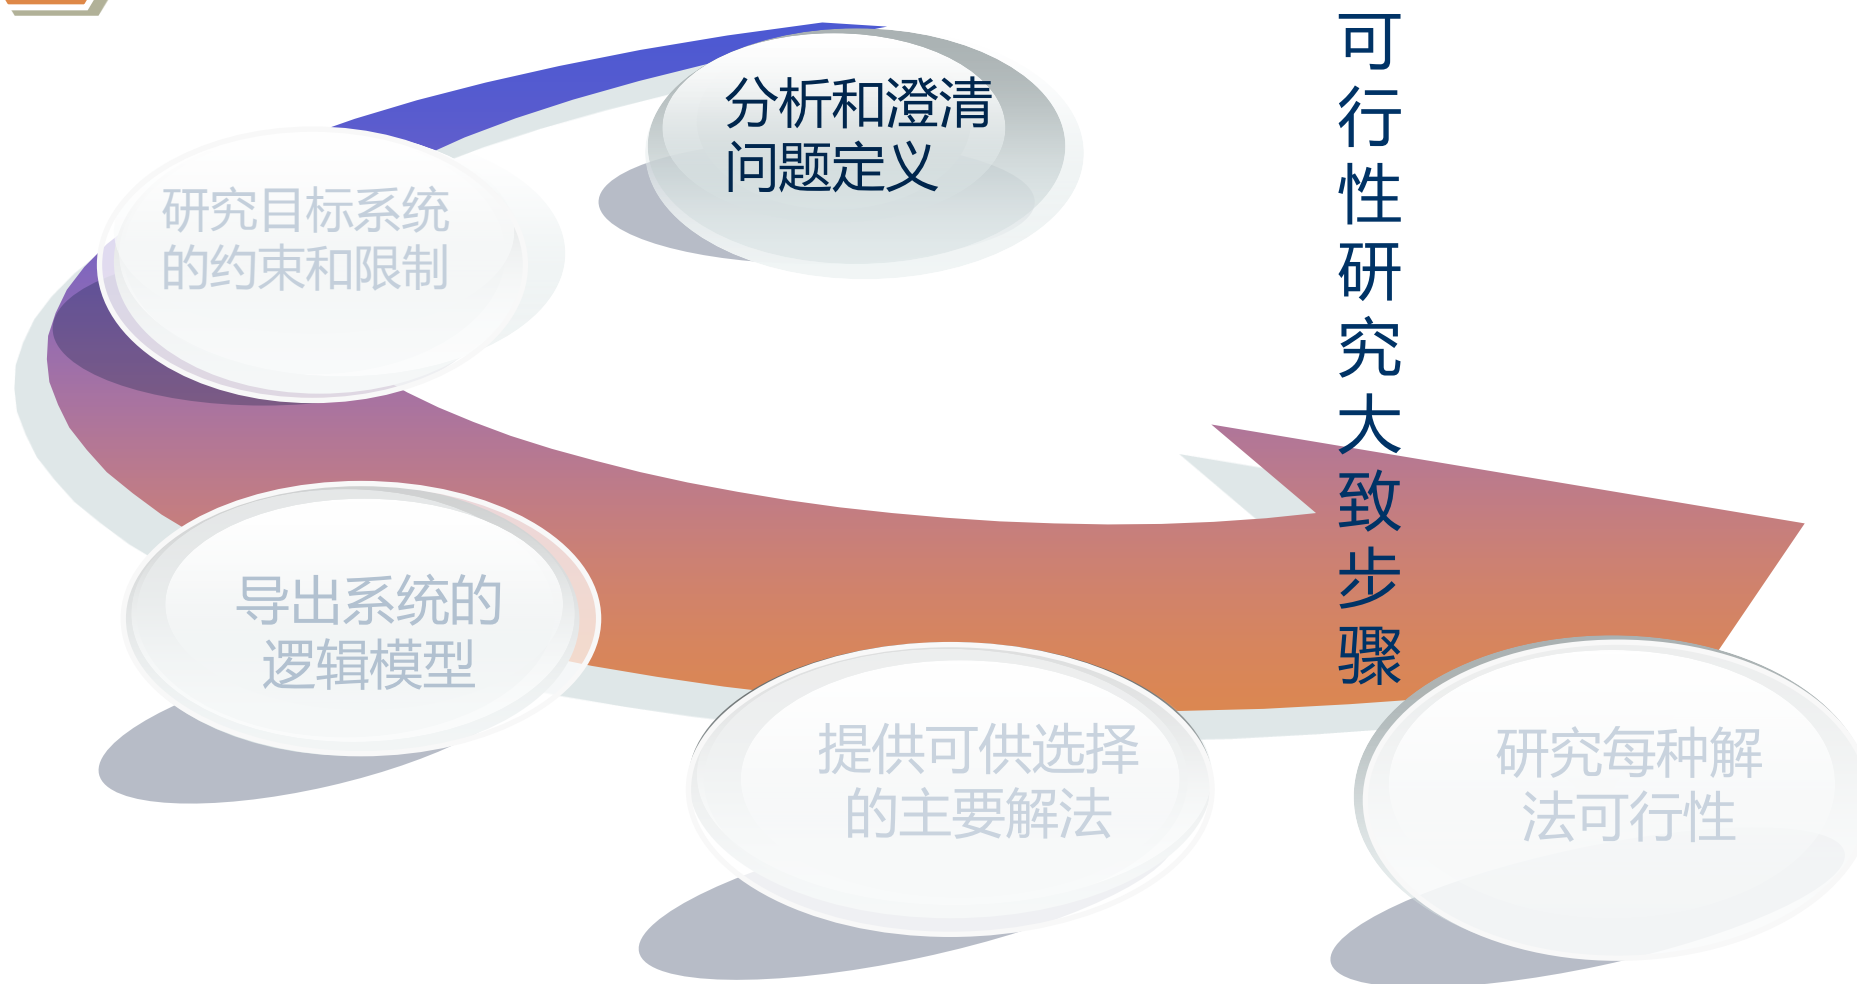 可行性研究大致步骤
分析和澄清
问题定义
研究目标系统
的约束和限制
导出系统的
逻辑模型
提供可供选择
的主要解法
研究每种解
法可行性